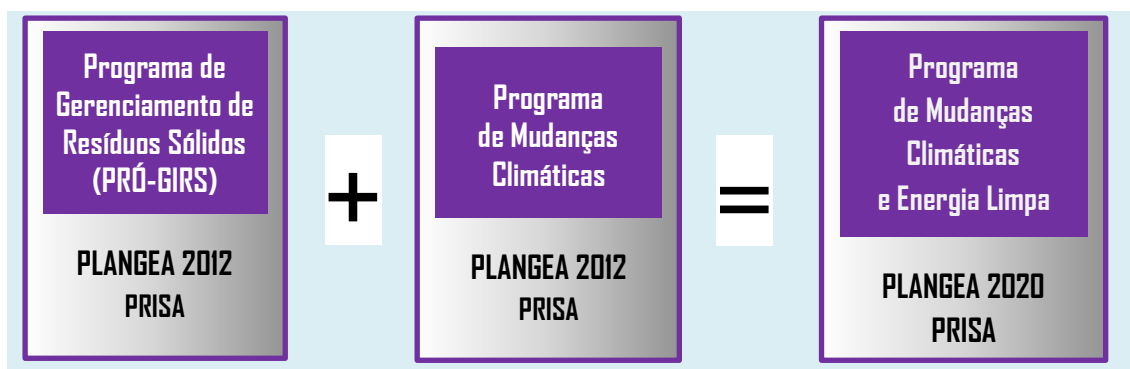 Programa de
Gerenciamento de
Resíduos Sólidos
(PRÓ-GIRS)
PLANGEA 2012
PRISA
+
Programa
de Mudanças
Climáticas
PLANGEA 2012
PRISA
=
Programa
de Mudanças
Climáticas
e Energia Limpa
PLANGEA 2020
PRISA